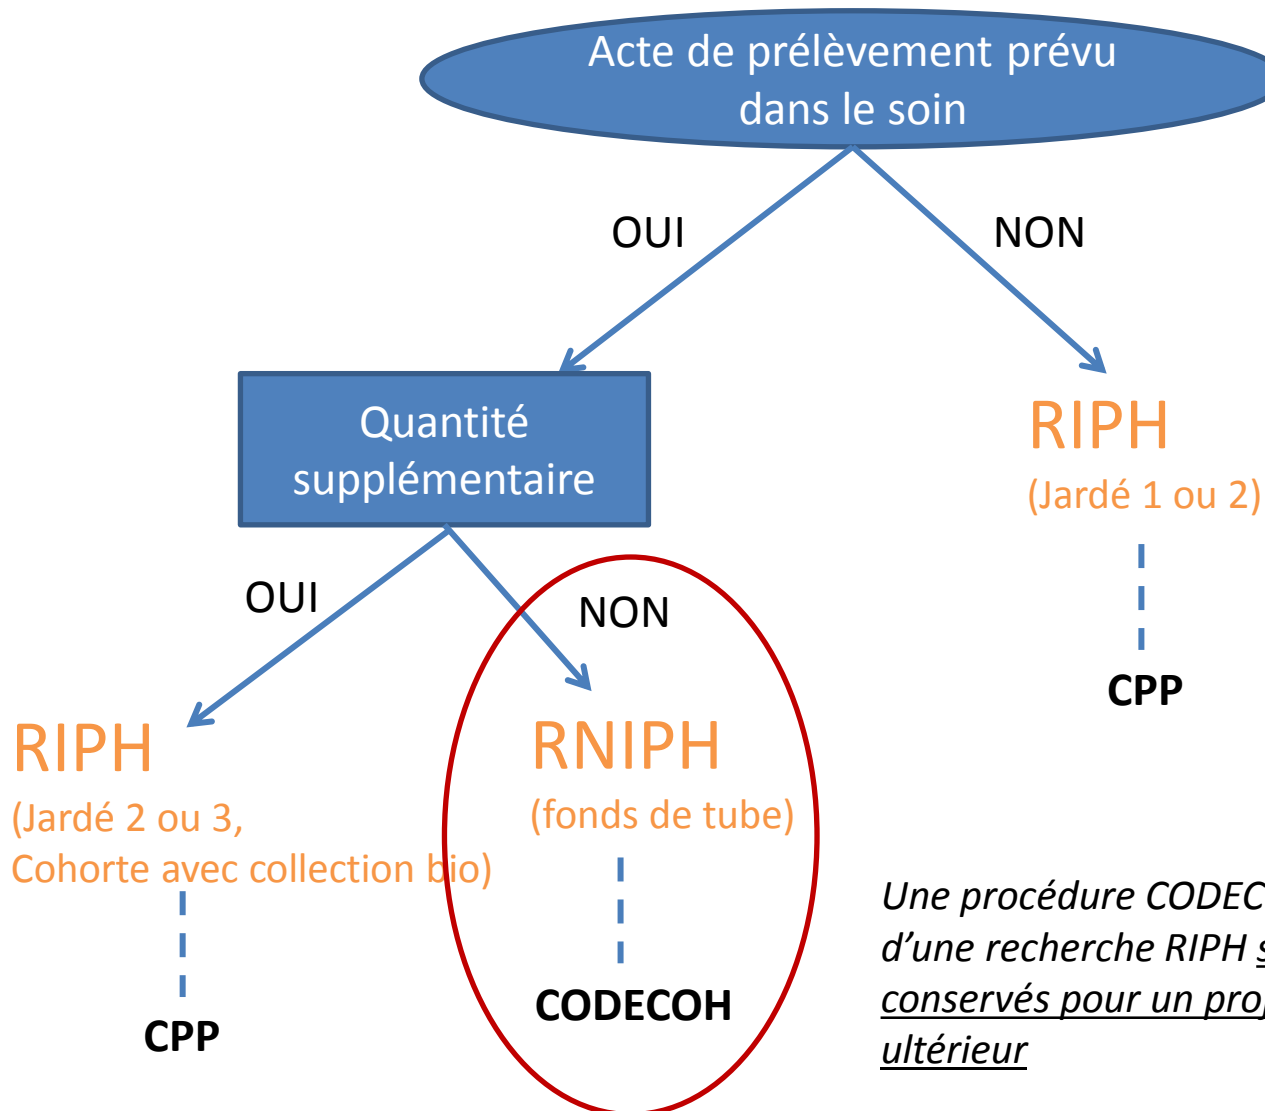 Acte de prélèvement prévu
dans le soin
OUI
NON
Quantité
supplémentaire
RIPH
(Jardé 1 ou 2)
CPP
OUI
NON
RIPH
(Jardé 2 ou 3,
Cohorte avec collection bio)
CPP
RNIPH
(fonds de tube)
CODECOH
Une procédure CODEC
d’une recherche RIPH
conservés pour un
ultérieur